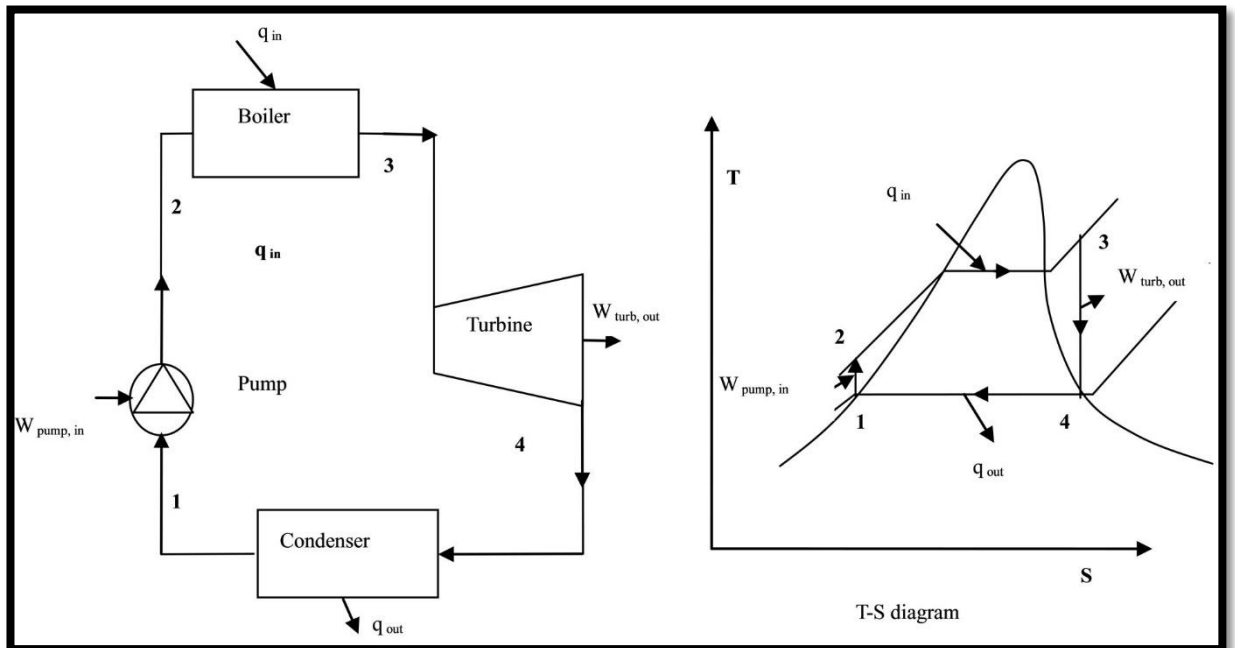 q in
Boiler
3
2
q in
Turbine
W turb, out
Pump
W pump, in
4
1
Condenser
q out
T
q in
3
W turb, out
2
W pump, in
1
4
q out
S
T-S diagram